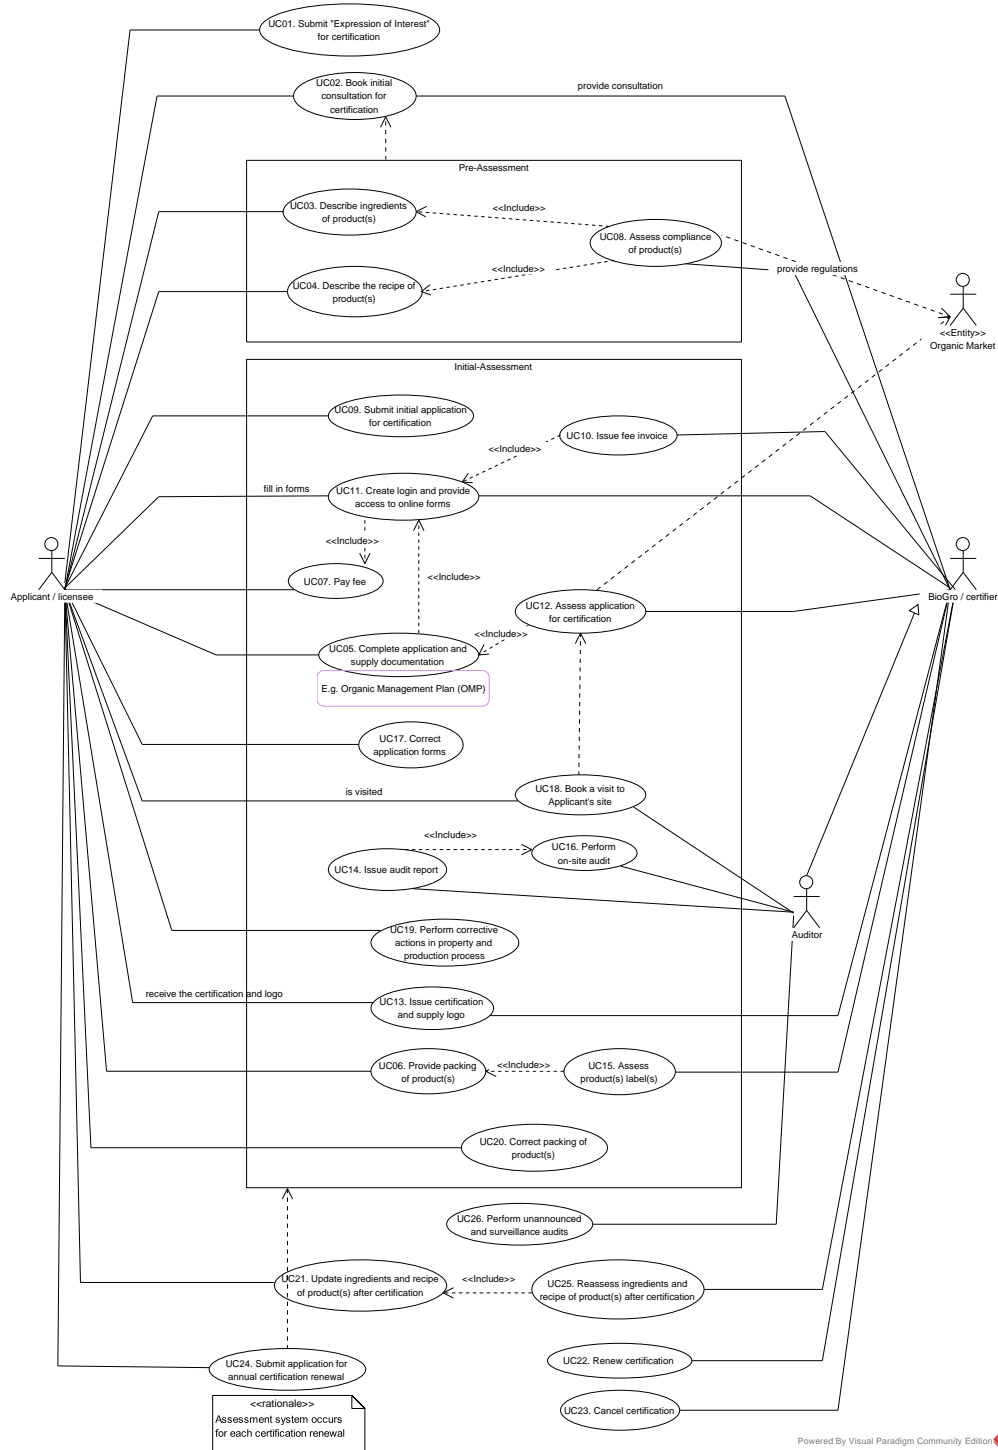 UC01. Submit "Expression of Interest"
for certification
UC02. Book initial
consultation for
certification
provide consultation
Pre-Assessment
UC03. Describe ingredients
of product(s)
<<Include>>
UC08. Assess compliance
of product(s)
UC04. Describe the recipe of
product(s)
<<Include>>
provide regulations
<<Entity>>
Organic Market
Initial-Assessment
UC09. Submit initial application
for certification
UC10. Issue fee invoice
<<Include>>
fill in forms
UC11. Create login and provide
access to online forms
<<Include>>
UC07. Pay fee
<<Include>>
Applicant / licensee
BioGro / certifier
UC12. Assess application
for certification
<<Include>>
UC05. Complete application and
supply documentation
E.g. Organic Management Plan (OMP)
UC17. Correct
application forms
is visited
UC18. Book a visit to
Applicant's site
<<Include>>
UC16. Perform
on-site audit
UC14. Issue audit report
Auditor
UC19. Perform corrective
actions in property and
production process
receive the certification and logo
UC13. Issue certification
and supply logo
UC06. Provide packing
of product(s)
<<Include>>
UC15. Assess
product(s) label(s)
UC20. Correct packing of
product(s)
UC26. Perform unannounced
and surveillance audits
UC21. Update ingredients and recipe
of product(s) after certification
<<Include>>
UC25. Reassess ingredients and
recipe of product(s) after certification
UC24. Submit application for
annual certification renewal
UC22. Renew certification
<<rationale>>
Assessment system occurs
for each certification renewal
UC23. Cancel certification
Powered By Visual Paradigm Community Edition